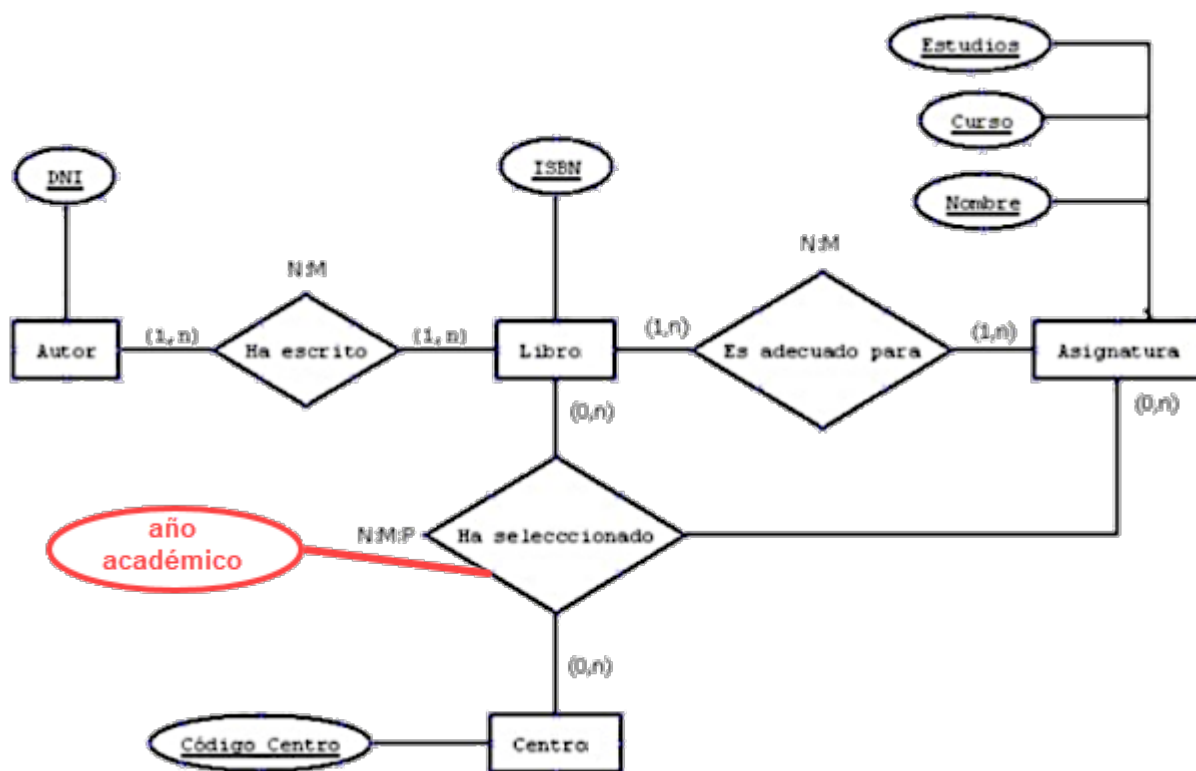 Estudios
Curso
DNI
ISBN
Nombre
N:M
N:M
Autor
(1,n)
Ha escrito
(1,n)
Libro
(1,n)
Es adecuado para
(1,n)
Asignatura
(0,n)
(0,n)
año
académico
N:M:P
Ha selecccionado
(0,n)
Código Centro
Centro